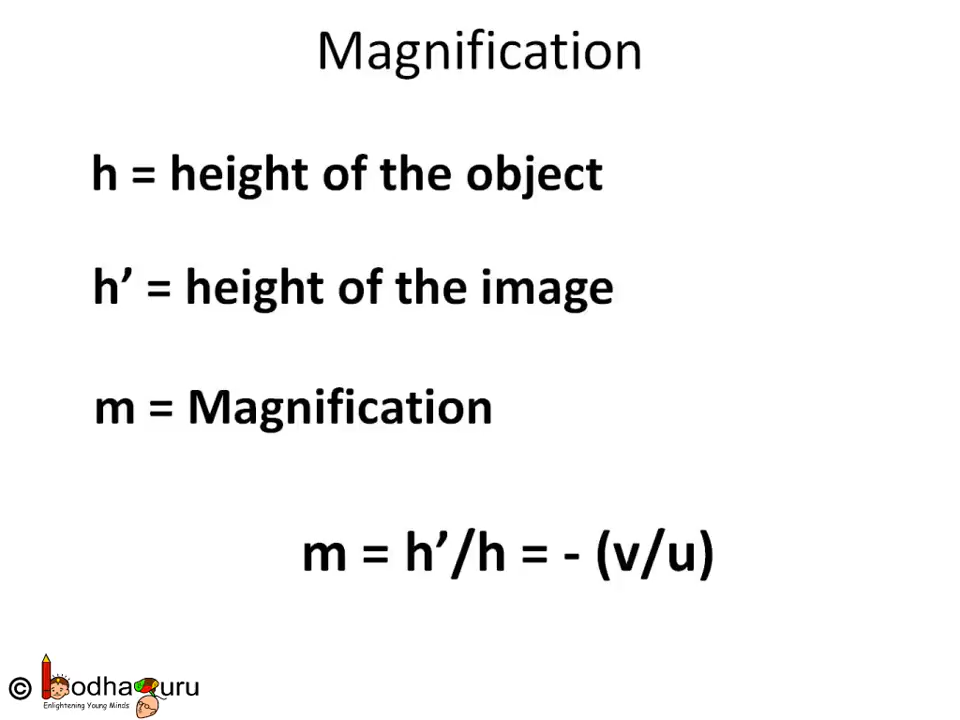 Magnification
h = height of the object
h’ = height of the image
m = Magnification
m = h’/h = - (v/u)
© bodhaGuru
Enlightening Young Minds